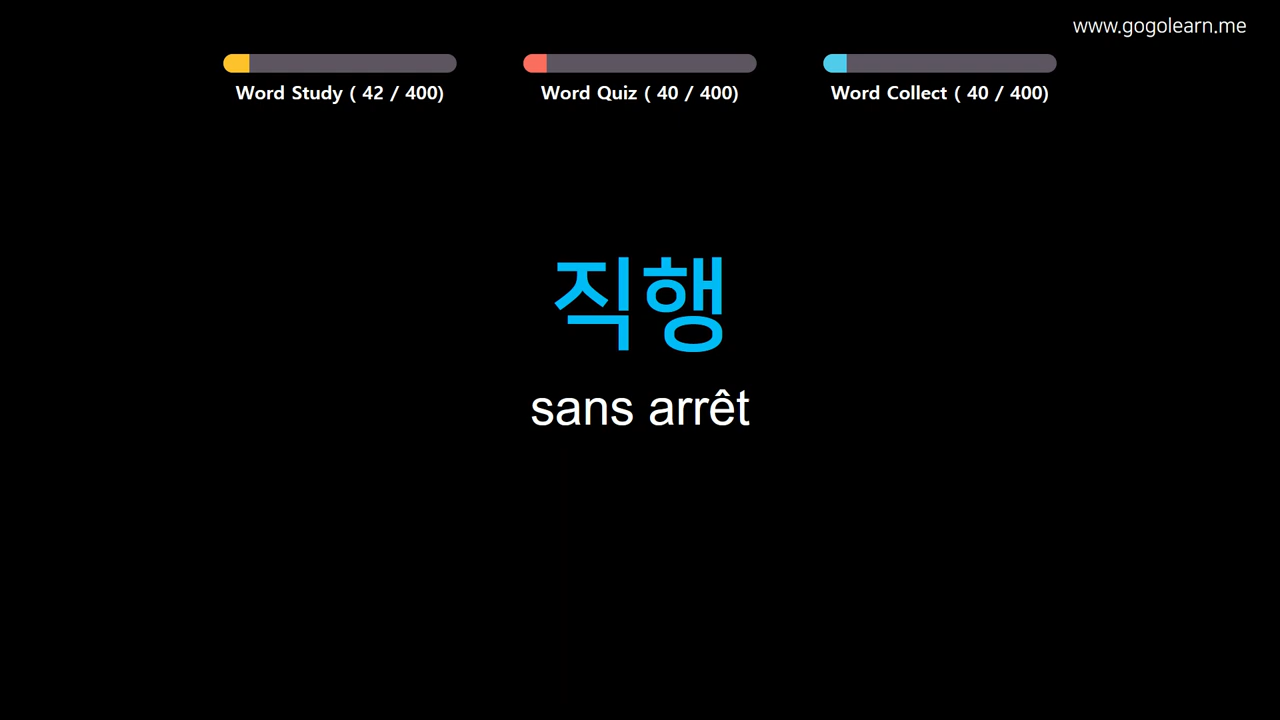 www.gogolearn.me
Word Study ( 42 / 400)
Word Quiz ( 40 / 400)
Word Collect ( 40 / 400)
직행
sans arrêt